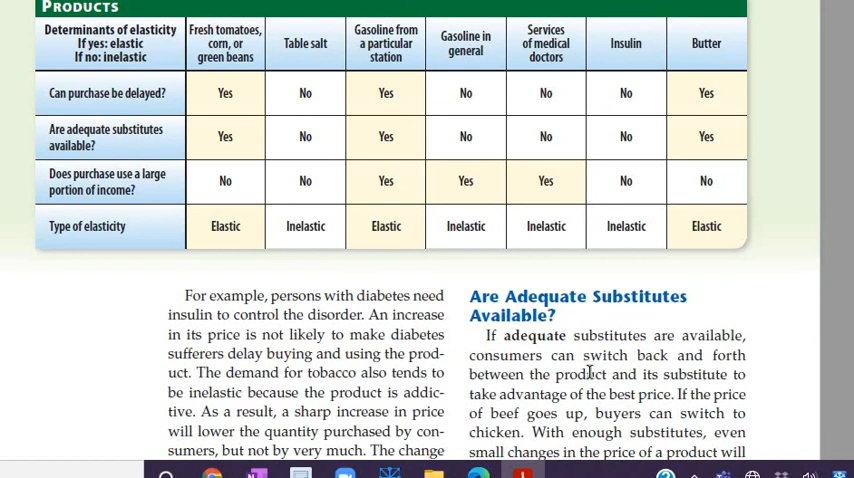 PRODUCTS
Determinants of elasticity
If yes: elastic
If no: inelastic
Fresh tomatoes,
corn, or
green beans
Table salt
Gasoline from
a particular
station
Gasoline in
general
Services
of medical
doctors
Insulin
Butter
Can purchase be delayed?
Yes No Yes No No No Yes
Are adequate substitutes
available?
Yes No Yes No No No Yes
Does purchase use a large
portion of income?
No No Yes Yes Yes No No
Type of elasticity
Elastic Inelastic Elastic Inelastic Inelastic Inelastic Elastic
For example, persons with diabetes need
insulin to control the disorder. An increase
in its price is not likely to make diabetes
sufferers delay buying and using the prod-
uct. The demand for tobacco also tends to
be inelastic because the product is addic-
tive. As a result, a sharp increase in price
will lower the quantity purchased by con-
sumers, but not by very much. The change
Are Adequate Substitutes
Available?
If adequate substitutes are available,
consumers can switch back and forth
between the product and its substitute to
take advantage of the best price. If the price
of beef goes up, buyers can switch to
chicken. With enough substitutes, even
small changes in the price of a product will